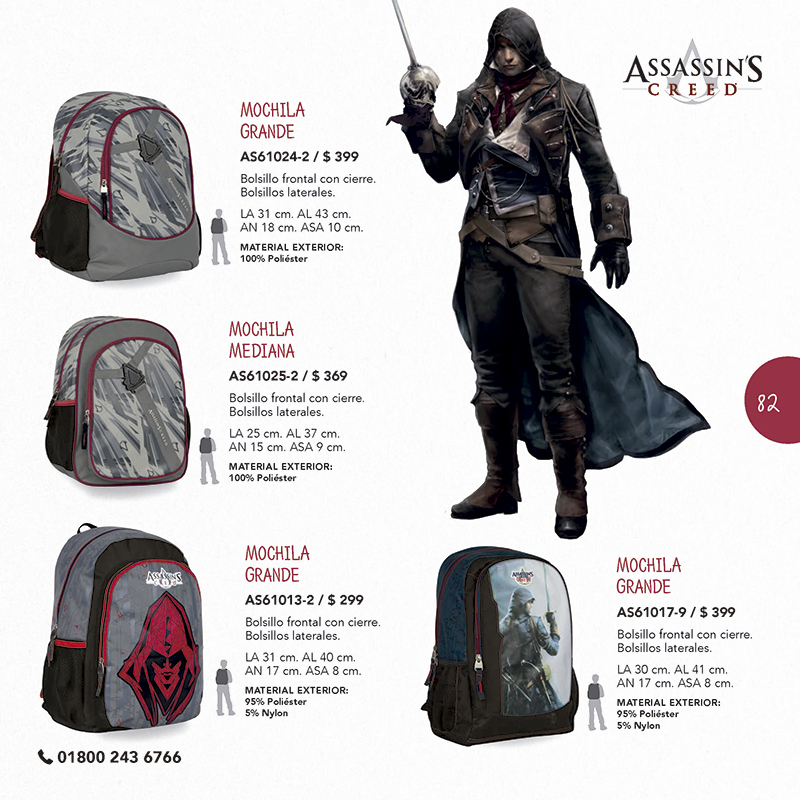 ASSASSIN'S
CREED
MOCHILA
GRANDE
AS61024-2 / $ 399
Bolsillo frontal con cierre.
Bolsillos laterales.
LA 31 cm. AL 43 cm.
AN 18 cm. ASA 10 cm.
MATERIAL EXTERIOR:
100% Poliéster
MOCHILA
MEDIANA
AS61025-2 / $ 369
Bolsillo frontal con cierre.
Bolsillos laterales.
LA 25 cm. AL 37 cm.
AN 15 cm. ASA 9 cm.
MATERIAL EXTERIOR:
100% Poliéster
82
ASSASSINS
MOCHILA
GRANDE
AS61013-2 / $ 299
Bolsillo frontal con cierre.
Bolsillos laterales.
LA 31 cm. AL 40 cm.
AN 17 cm. ASA 8 cm.
MATERIAL EXTERIOR:
95% Poliéster
5% Nylon
ASSASSINS
MOCHILA
GRANDE
AS61017-9 / $ 399
Bolsillo frontal con cierre.
Bolsillos laterales.
LA 30 cm. AL 41 cm.
AN 17 cm. ASA 8 cm.
MATERIAL EXTERIOR:
95% Poliéster
5% Nylon
01800 243 6766